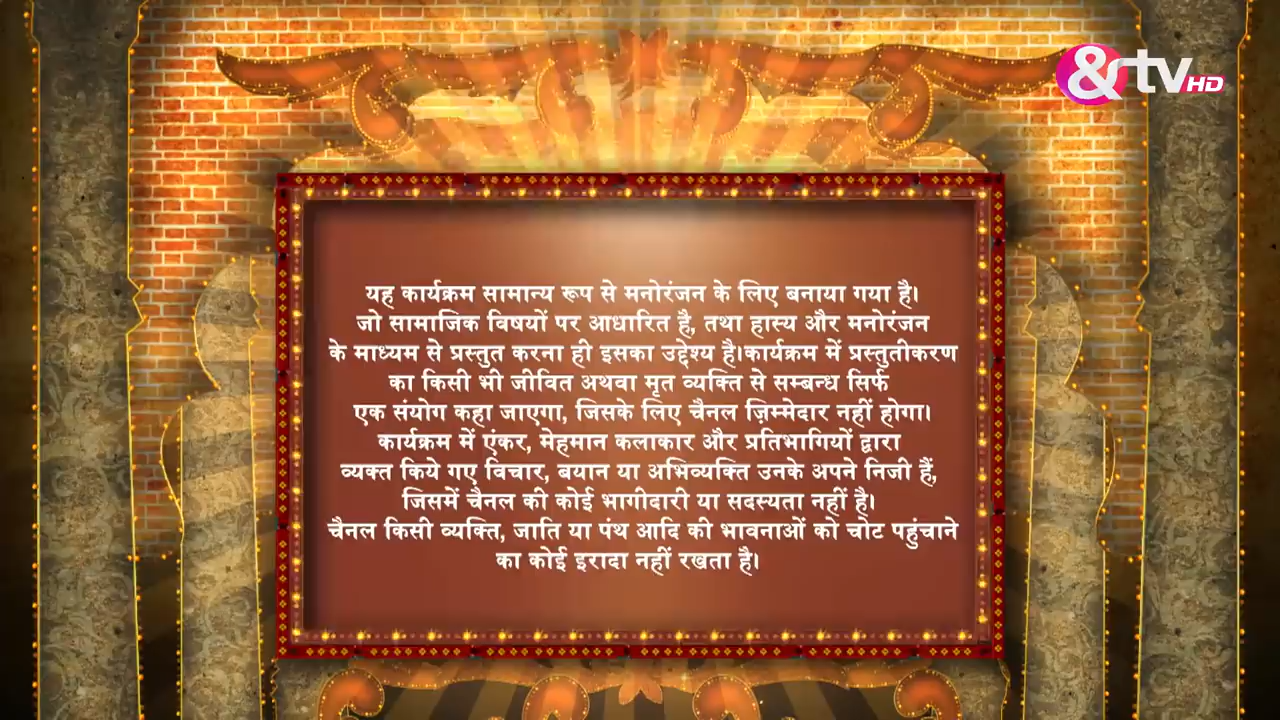 &tv HD
यह कार्यक्रम सामान्य रूप से मनोरंजन के लिए बनाया गया है।
जो सामाजिक विषयों पर आधारित है, तथा हास्य और मनोरंजन
के माध्यम से प्रस्तुत करना ही इसका उद्देश्य है।कार्यक्रम में प्रस्तुतीकरण
का किसी भी जीवित अथवा मृत व्यक्ति से सम्बन्ध सिर्फ
एक संयोग कहा जाएगा, जिसके लिए चैनल ज़िम्मेदार नहीं होगा।
कार्यक्रम में एंकर, मेहमान कलाकार और प्रतिभागियों द्वारा
व्यक्त किये गए विचार, बयान या अभिव्यक्ति उनके अपने निजी हैं,
जिसमें चैनल की कोई भागीदारी या सदस्यता नहीं है।
चैनल किसी व्यक्ति, जाति या पंथ आदि की भावनाओं को चोट पहुंचाने
का कोई इरादा नहीं रखता है।